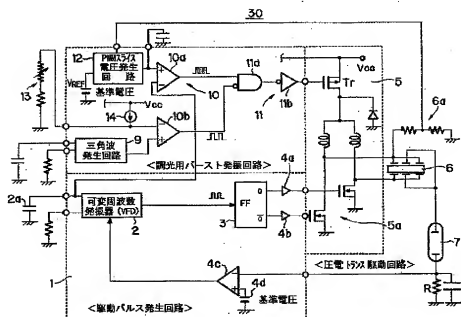 30
12
PWMスライス
電圧発生
回路
10a
11d
Vcc
5
VREF
基準電圧
10
11
11b
Tr
13
14
Vcc
10b
6a
9
三角波
発生回路
<調光用バースト発振回路>
6
4a
2a
可変周波数
発振器(VFD)
2
FF
Q
Q
3
4b
5a
7
1
4c
4d
基準電圧
<圧電トランス駆動回路>
R
<駆動パルス発生回路>